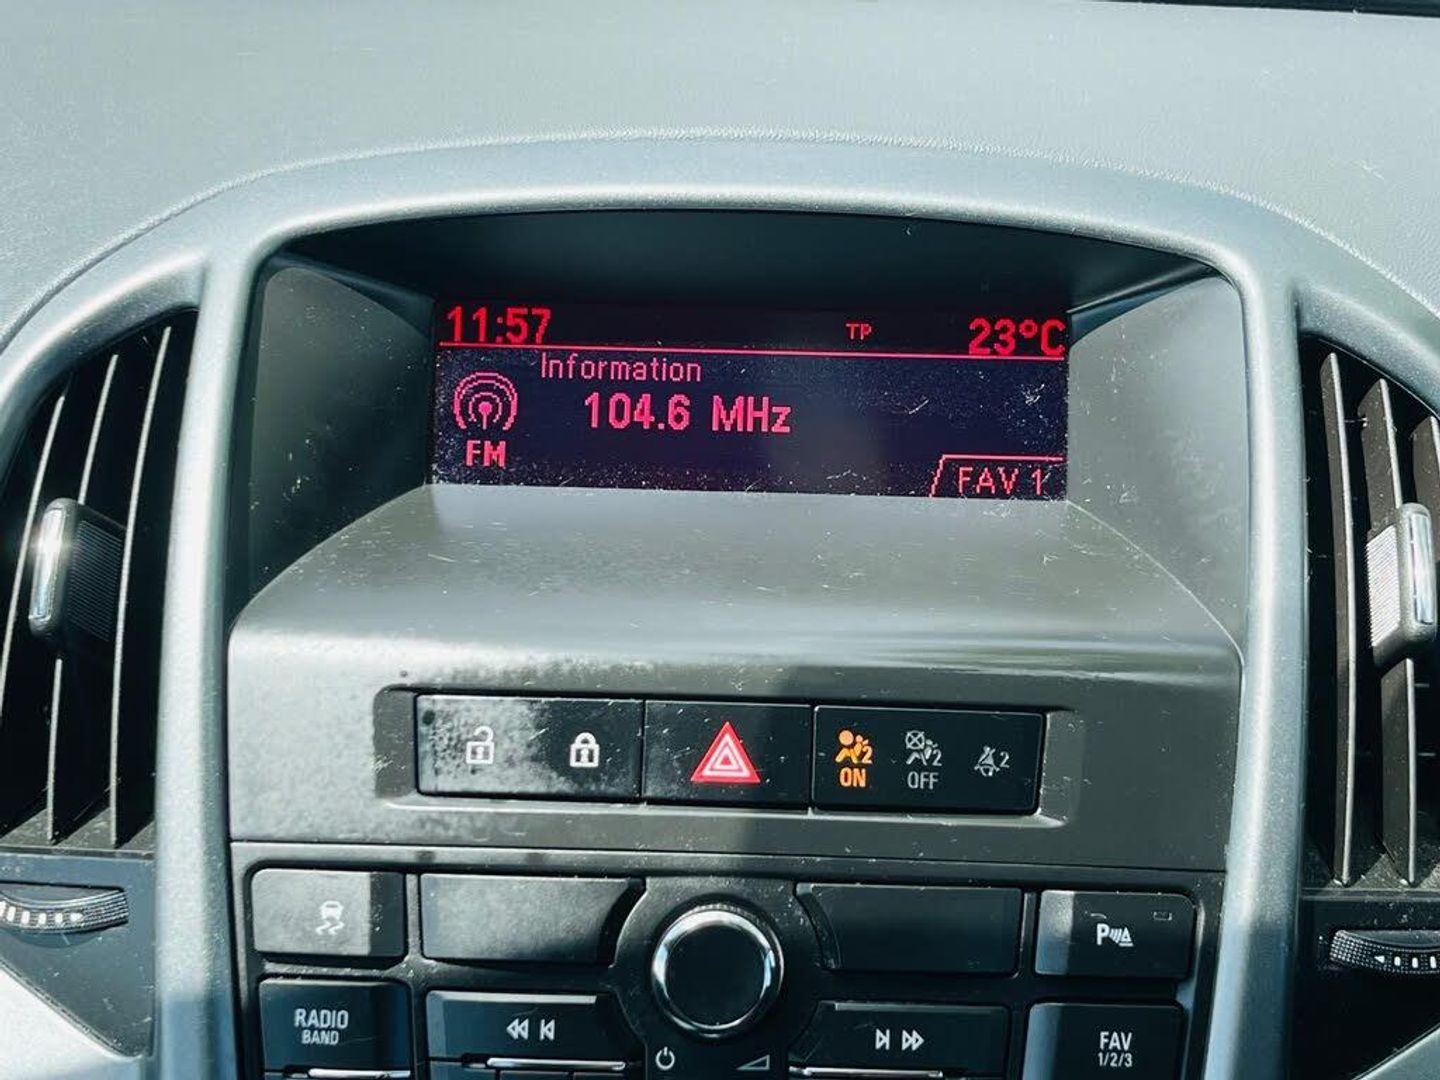 11:57 TP 23°C
Information
104.6 MHz
FM
FAV 1
2 2 2
ON OFF
P
RADIO
BAND
FAV
1/2/3